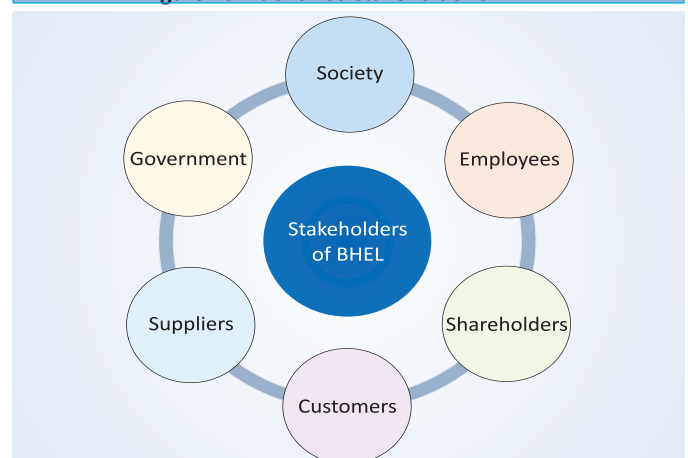 Society
Employees
Shareholders
Customers
Suppliers
Government
Stakeholders
of BHEL